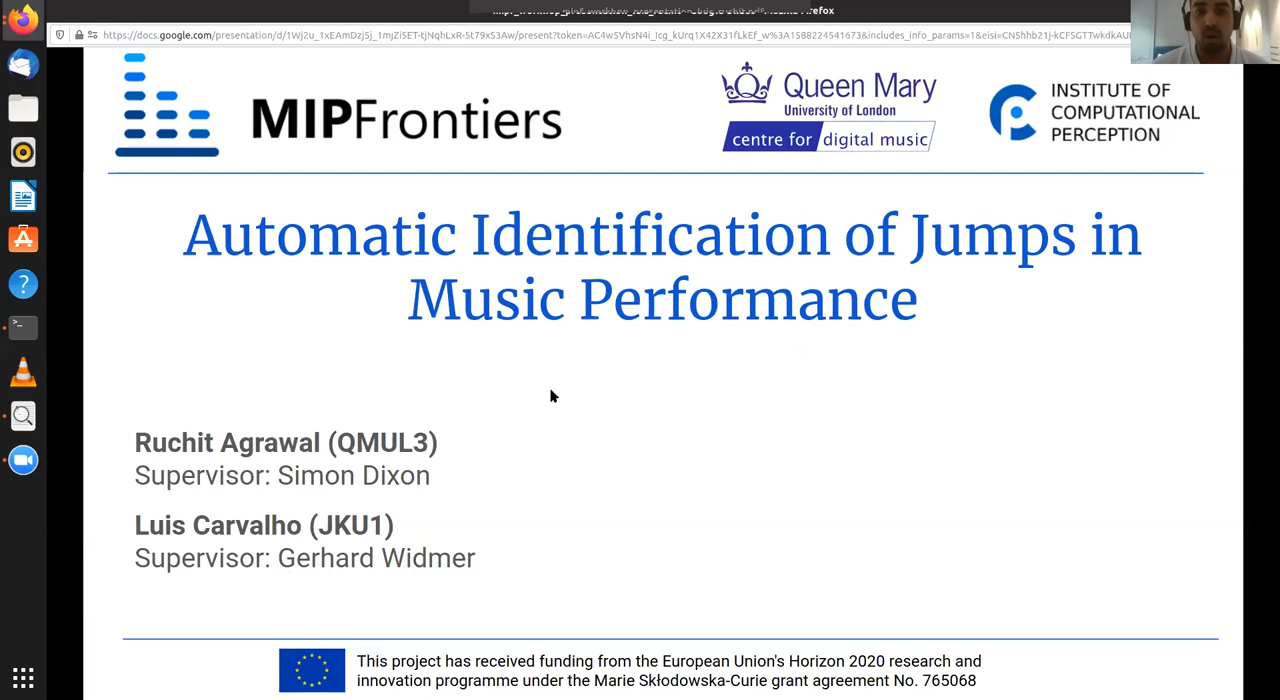 MIPFrontiers
Queen Mary
University of London
centre for digital music
INSTITUTE OF
COMPUTATIONAL
PERCEPTION
Automatic Identification of Jumps in
Music Performance
Ruchit Agrawal (QMUL3)
Supervisor: Simon Dixon
Luis Carvalho (JKU1)
Supervisor: Gerhard Widmer
This project has received funding from the European Union's Horizon 2020 research and
innovation programme under the Marie Skłodowska-Curie grant agreement No. 765068